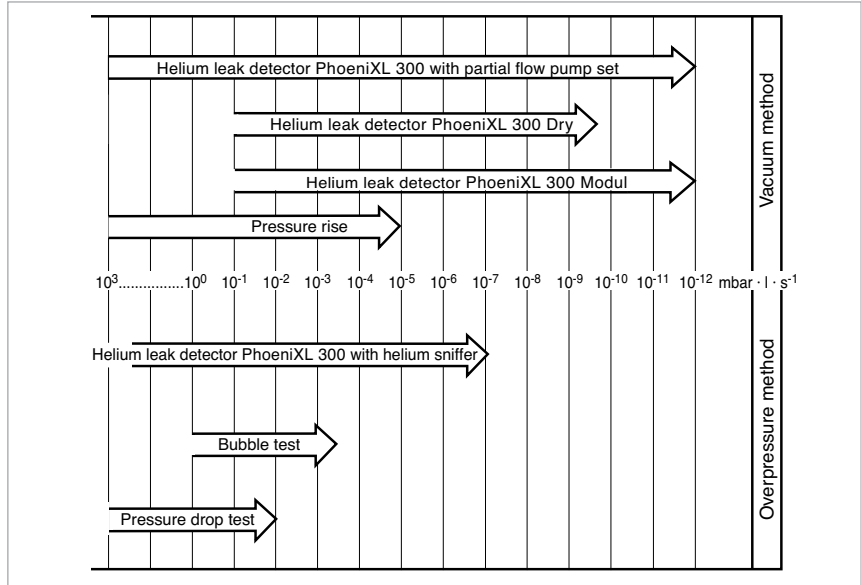 Helium leak detector PhoeniXL 300 with partial flow pump set
Helium leak detector PhoeniXL 300 Dry
Helium leak detector PhoeniXL 300 Modul
Pressure rise
Vacuum method
10³................10⁰ 10⁻¹ 10⁻² 10⁻³ 10⁻⁴ 10⁻⁵ 10⁻⁶ 10⁻⁷ 10⁻⁸ 10⁻⁹ 10⁻¹⁰ 10⁻¹¹ 10⁻¹² mbar · l · s⁻¹
Helium leak detector PhoeniXL 300 with helium sniffer
Bubble test
Pressure drop test
Overpressure method